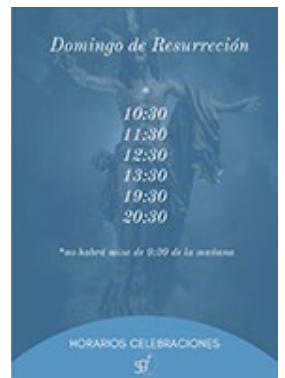 Domingo de Resurreción
10:30
11:30
12:30
13:30
19:30
20:30
*no habrá misa de 9:00 de la mañana
HORARIOS CELEBRACIONES